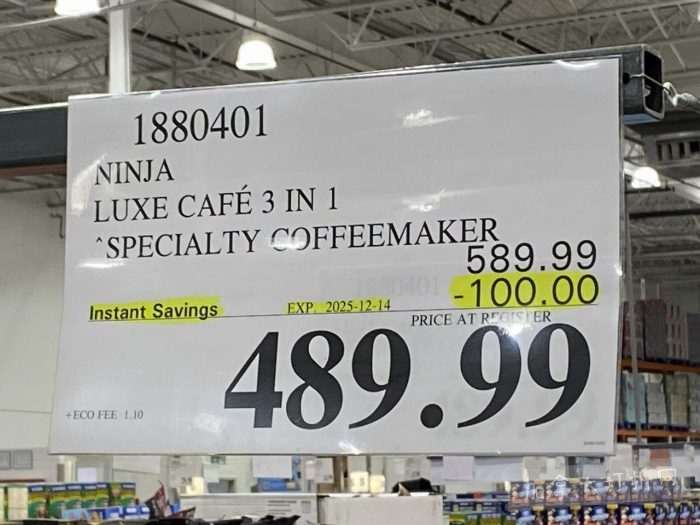 1880401
NINJA
LUXE CAFÉ 3 IN 1
^SPECIALTY COFFEEMAKER
589.99
Instant Savings EXP. 2025-12-14 -100.00
PRICE AT REGISTER
489.99
+ECO FEE 1.10